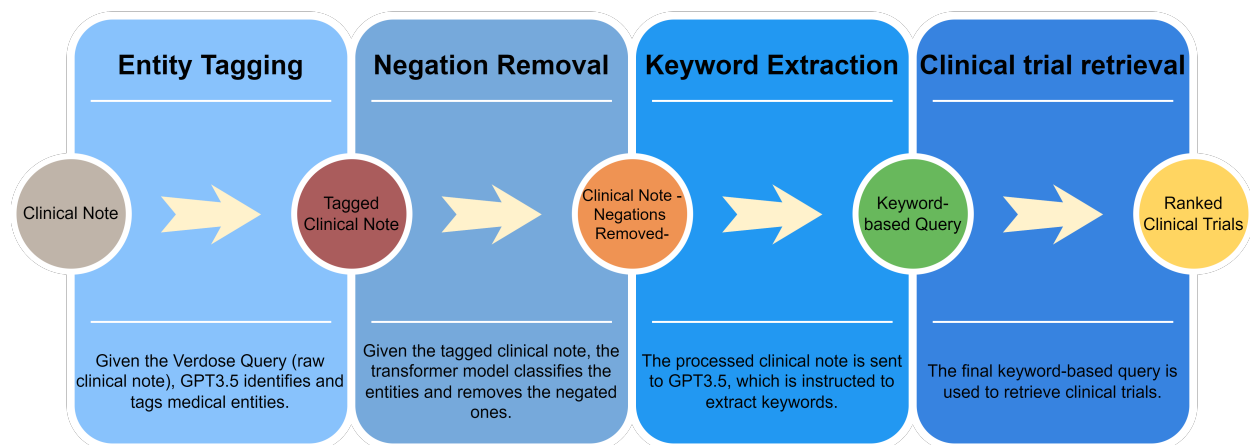 Entity Tagging
Negation Removal
Keyword Extraction
Clinical trial retrieval
Clinical Note
Tagged
Clinical Note
Clinical Note -
Negations
Removed-
Keyword-
based Query
Ranked
Clinical Trials
Given the Verdose Query (raw
clinical note), GPT3.5 identifies and
tags medical entities.
Given the tagged clinical note, the
transformer model classifies the
entities and removes the negated
ones.
The processed clinical note is sent
to GPT3.5, which is instructed to
extract keywords.
The final keyword-based query is
used to retrieve clinical trials.